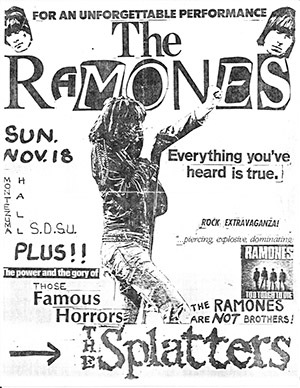 FOR AN UNFORGETTABLE PERFORMANCE
The
RAMONES
SUN.
NOV. 18
MONTEZUMA
HALL
S.D.S.U.
Everything you've
heard is true.
PLUS!!
ROCK EXTRAVAGANZA!
piercing, explosive, dominating
RAMONES
The power and the gory of
THOSE
Famous
Horrors
THE RAMONES
ARE NOT BROTHERS!
THE
Splatters